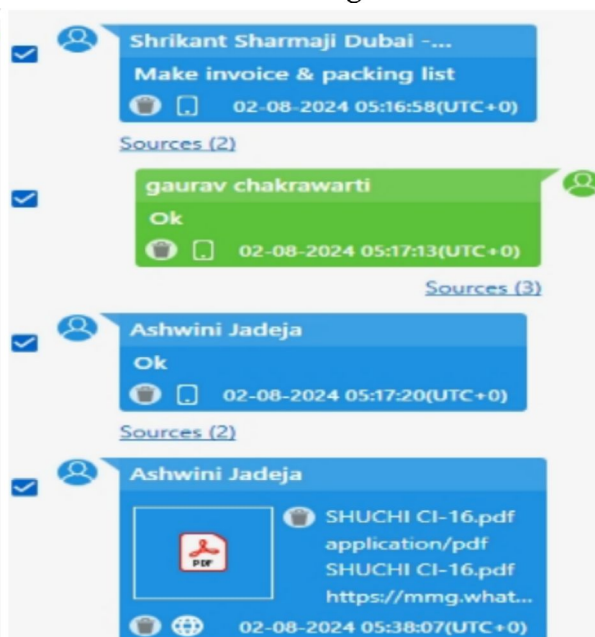 Shrikant Sharmaji Dubai -...
Make invoice & packing list
02-08-2024 05:16:58(UTC+0)
Sources (2)
gaurav chakrawarti
Ok
02-08-2024 05:17:13(UTC+0)
Sources (3)
Ashwini Jadeja
Ok
02-08-2024 05:17:20(UTC+0)
Sources (2)
Ashwini Jadeja
SHUCHI CI-16.pdf
application/pdf
SHUCHI CI-16.pdf
https://mmg.what...
PDF
02-08-2024 05:38:07(UTC+0)